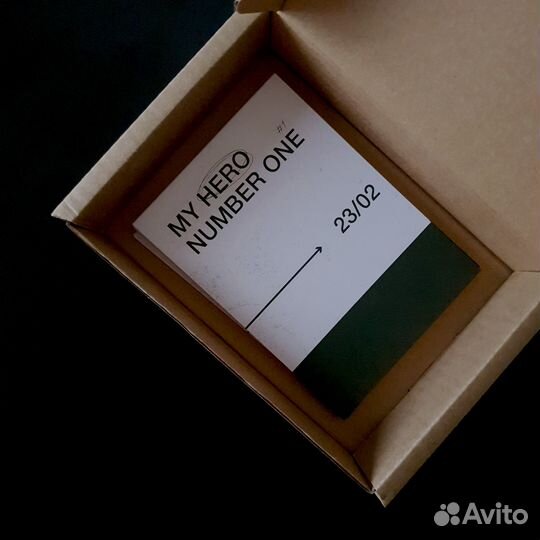 #1
MY HERO
NUMBER ONE
23/02
Avito